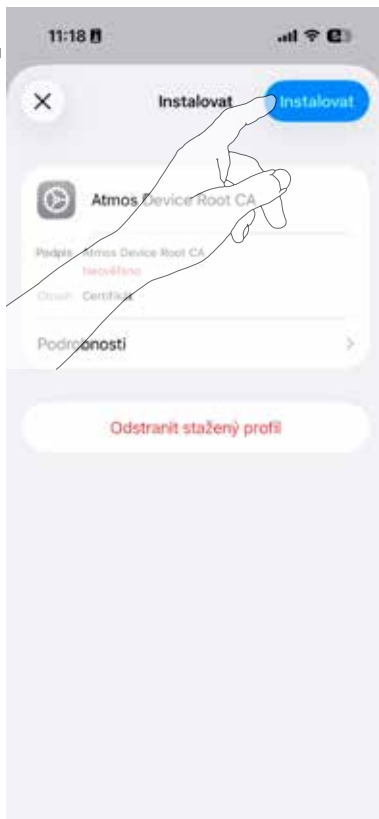 11:18
Instalovat
Instalovat
Atmos Device Root CA
Podpis Atmos Device Root CA
Neověřeno
Obsah Certifikát
Podrobnosti
Odstranit stažený profil